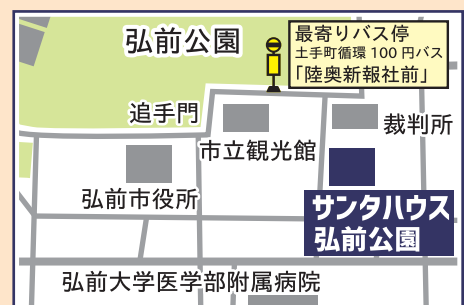 弘前公園
最寄りバス停
土手町循環100円バス
「陸奥新報社前」
追手門
裁判所
市立観光館
弘前市役所
サンタハウス
弘前公園
弘前大学医学部附属病院